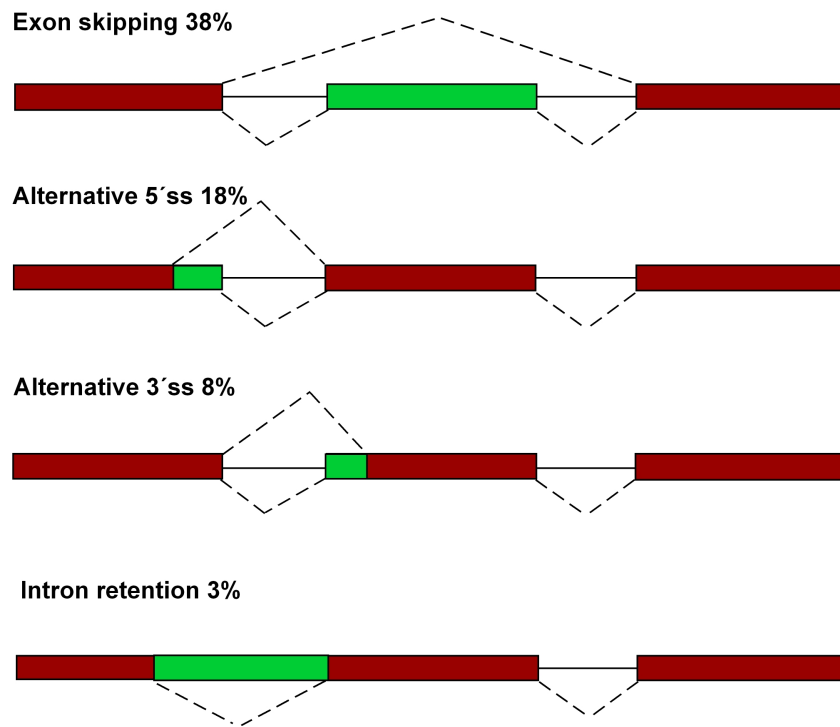 Exon skipping 38%
Alternative 5´ss 18%
Alternative 3´ss 8%
Intron retention 3%